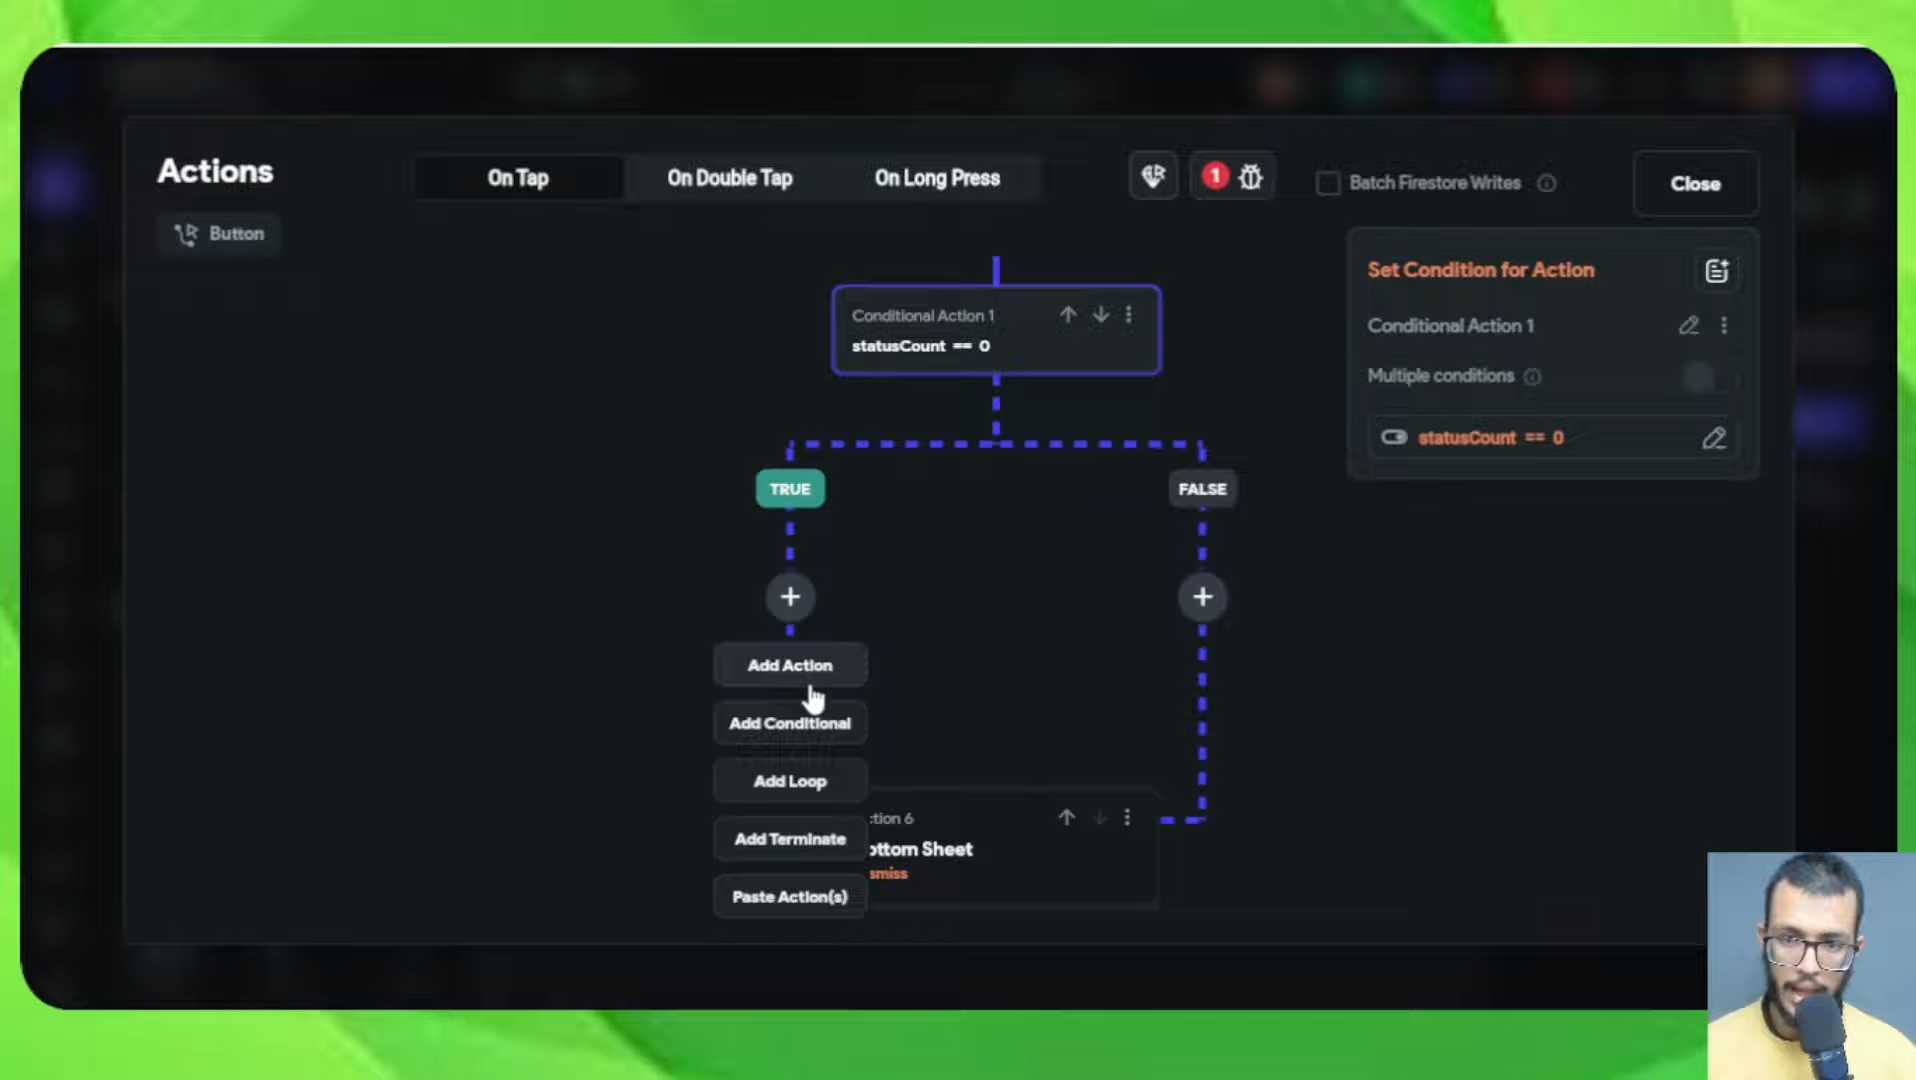 Actions
On Tap
On Double Tap
On Long Press
1
Batch Firestore Writes
Close
Button
Set Condition for Action
Conditional Action 1
statusCount == 0
Conditional Action 1
Multiple conditions
statusCount == 0
TRUE
FALSE
Add Action
Add Conditional
Add Loop
Add Terminate
Paste Action(s)
ction 6
ottom Sheet
smiss